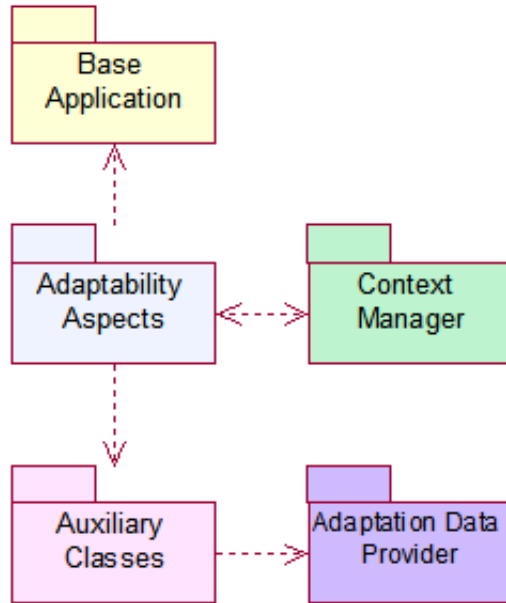 Base
Application
Adaptability
Aspects
Context
Manager
Auxiliary
Classes
Adaptation Data
Provider